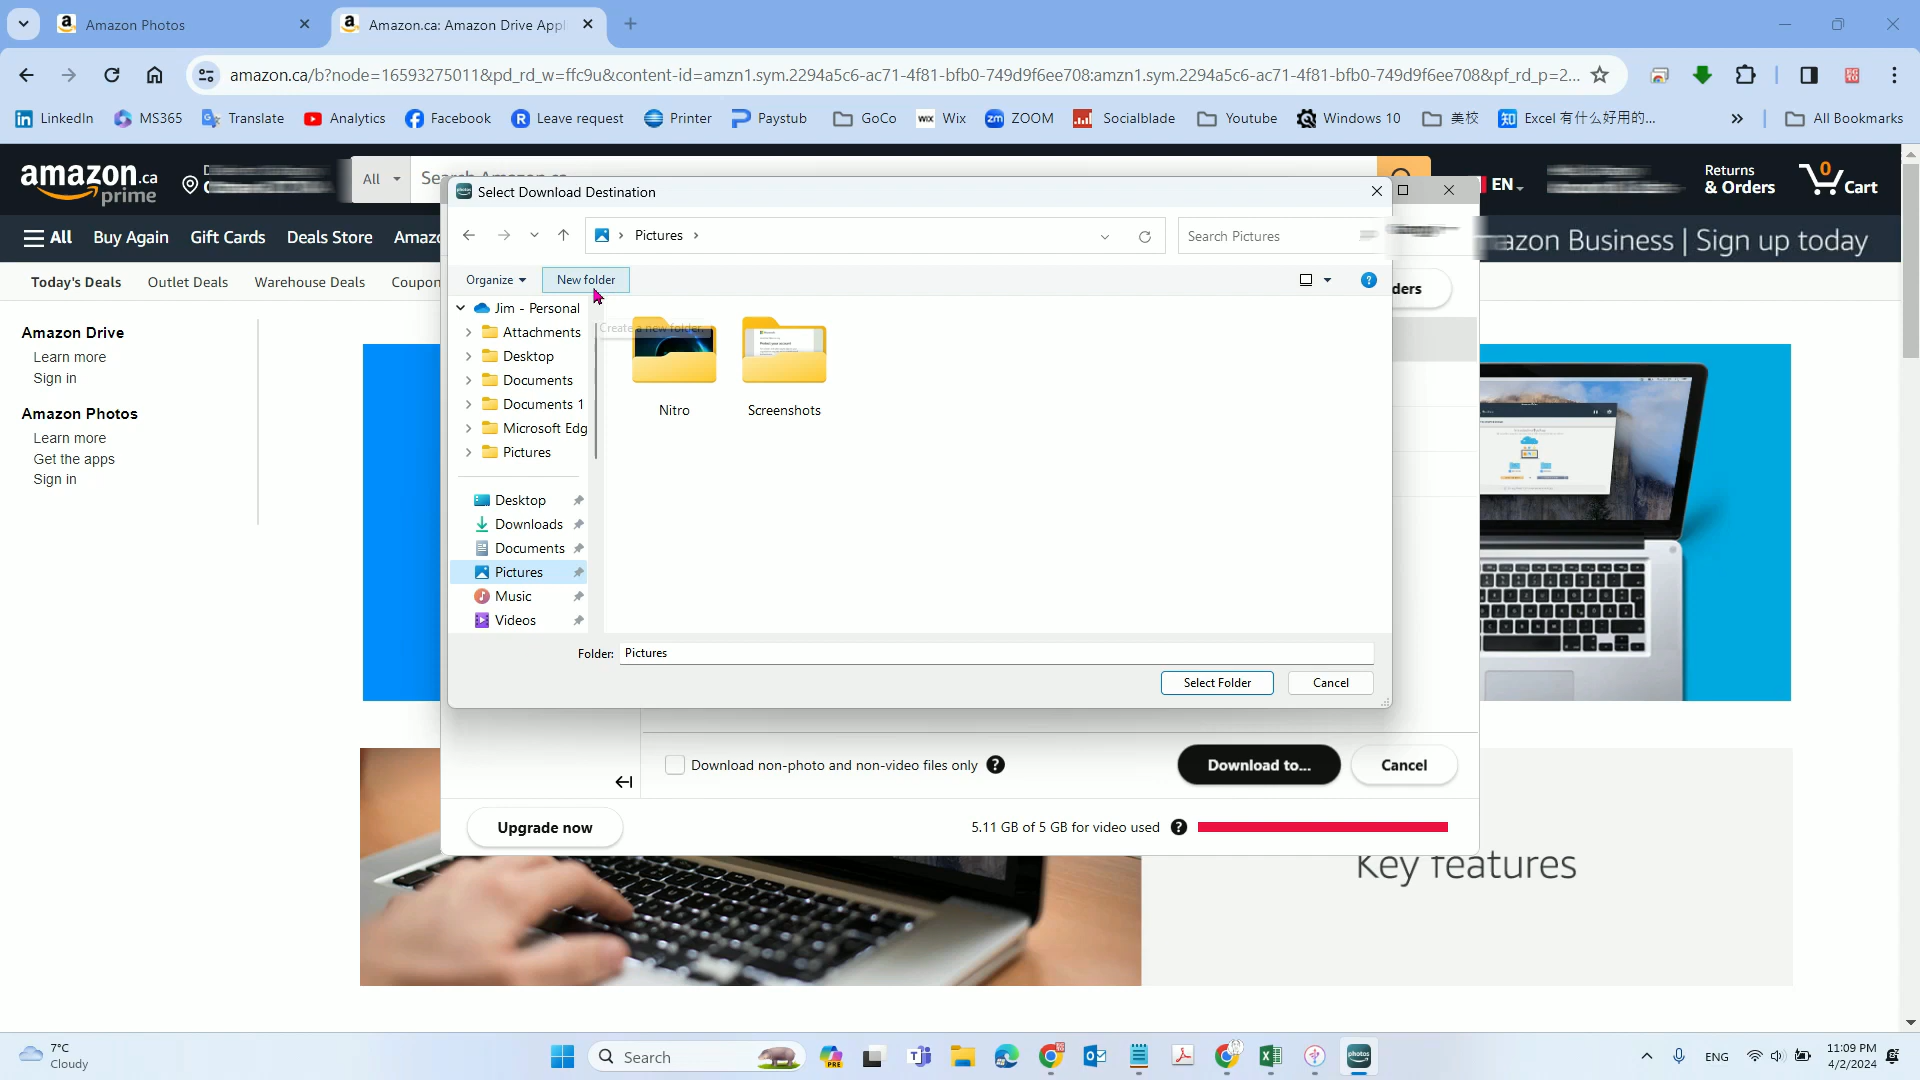 Amazon Photos
Amazon.ca: Amazon Drive Appl
amazon.ca/b?node=16593275011&pd_rd_w=ffc9u&content-id=amzn1.sym.2294a5c6-ac71-4f81-bfb0-749d9f6ee708:amzn1.sym.2294a5c6-ac71-4f81-bfb0-749d9f6ee708&pf_rd_p=2...
LinkedIn MS365 Translate Analytics Facebook Leave request Printer Paystub GoCo Wix ZOOM Socialblade Youtube Windows 10 美校 Excel 有什么好用的... » All Bookmarks
amazon.ca
prime
All
EN
Returns
& Orders
0
Cart
All Buy Again Gift Cards Deals Store Amaz
azon Business | Sign up today
Today's Deals Outlet Deals Warehouse Deals Coupon
Amazon Drive
Learn more
Sign in
Amazon Photos
Learn more
Get the apps
Sign in
photos
Select Download Destination
Pictures
Search Pictures
Organize
New folder
Create a new folder.
ders
Jim - Personal
Attachments
Desktop
Documents
Documents 1
Microsoft Edg
Pictures
Desktop
Downloads
Documents
Pictures
Music
Videos
Nitro
Screenshots
Folder: Pictures
Select Folder
Cancel
Download non-photo and non-video files only
Download to...
Cancel
Upgrade now
5.11 GB of 5 GB for video used
Key features
7°C
Cloudy
Search
PRE
photos
ENG
11:09 PM
4/2/2024